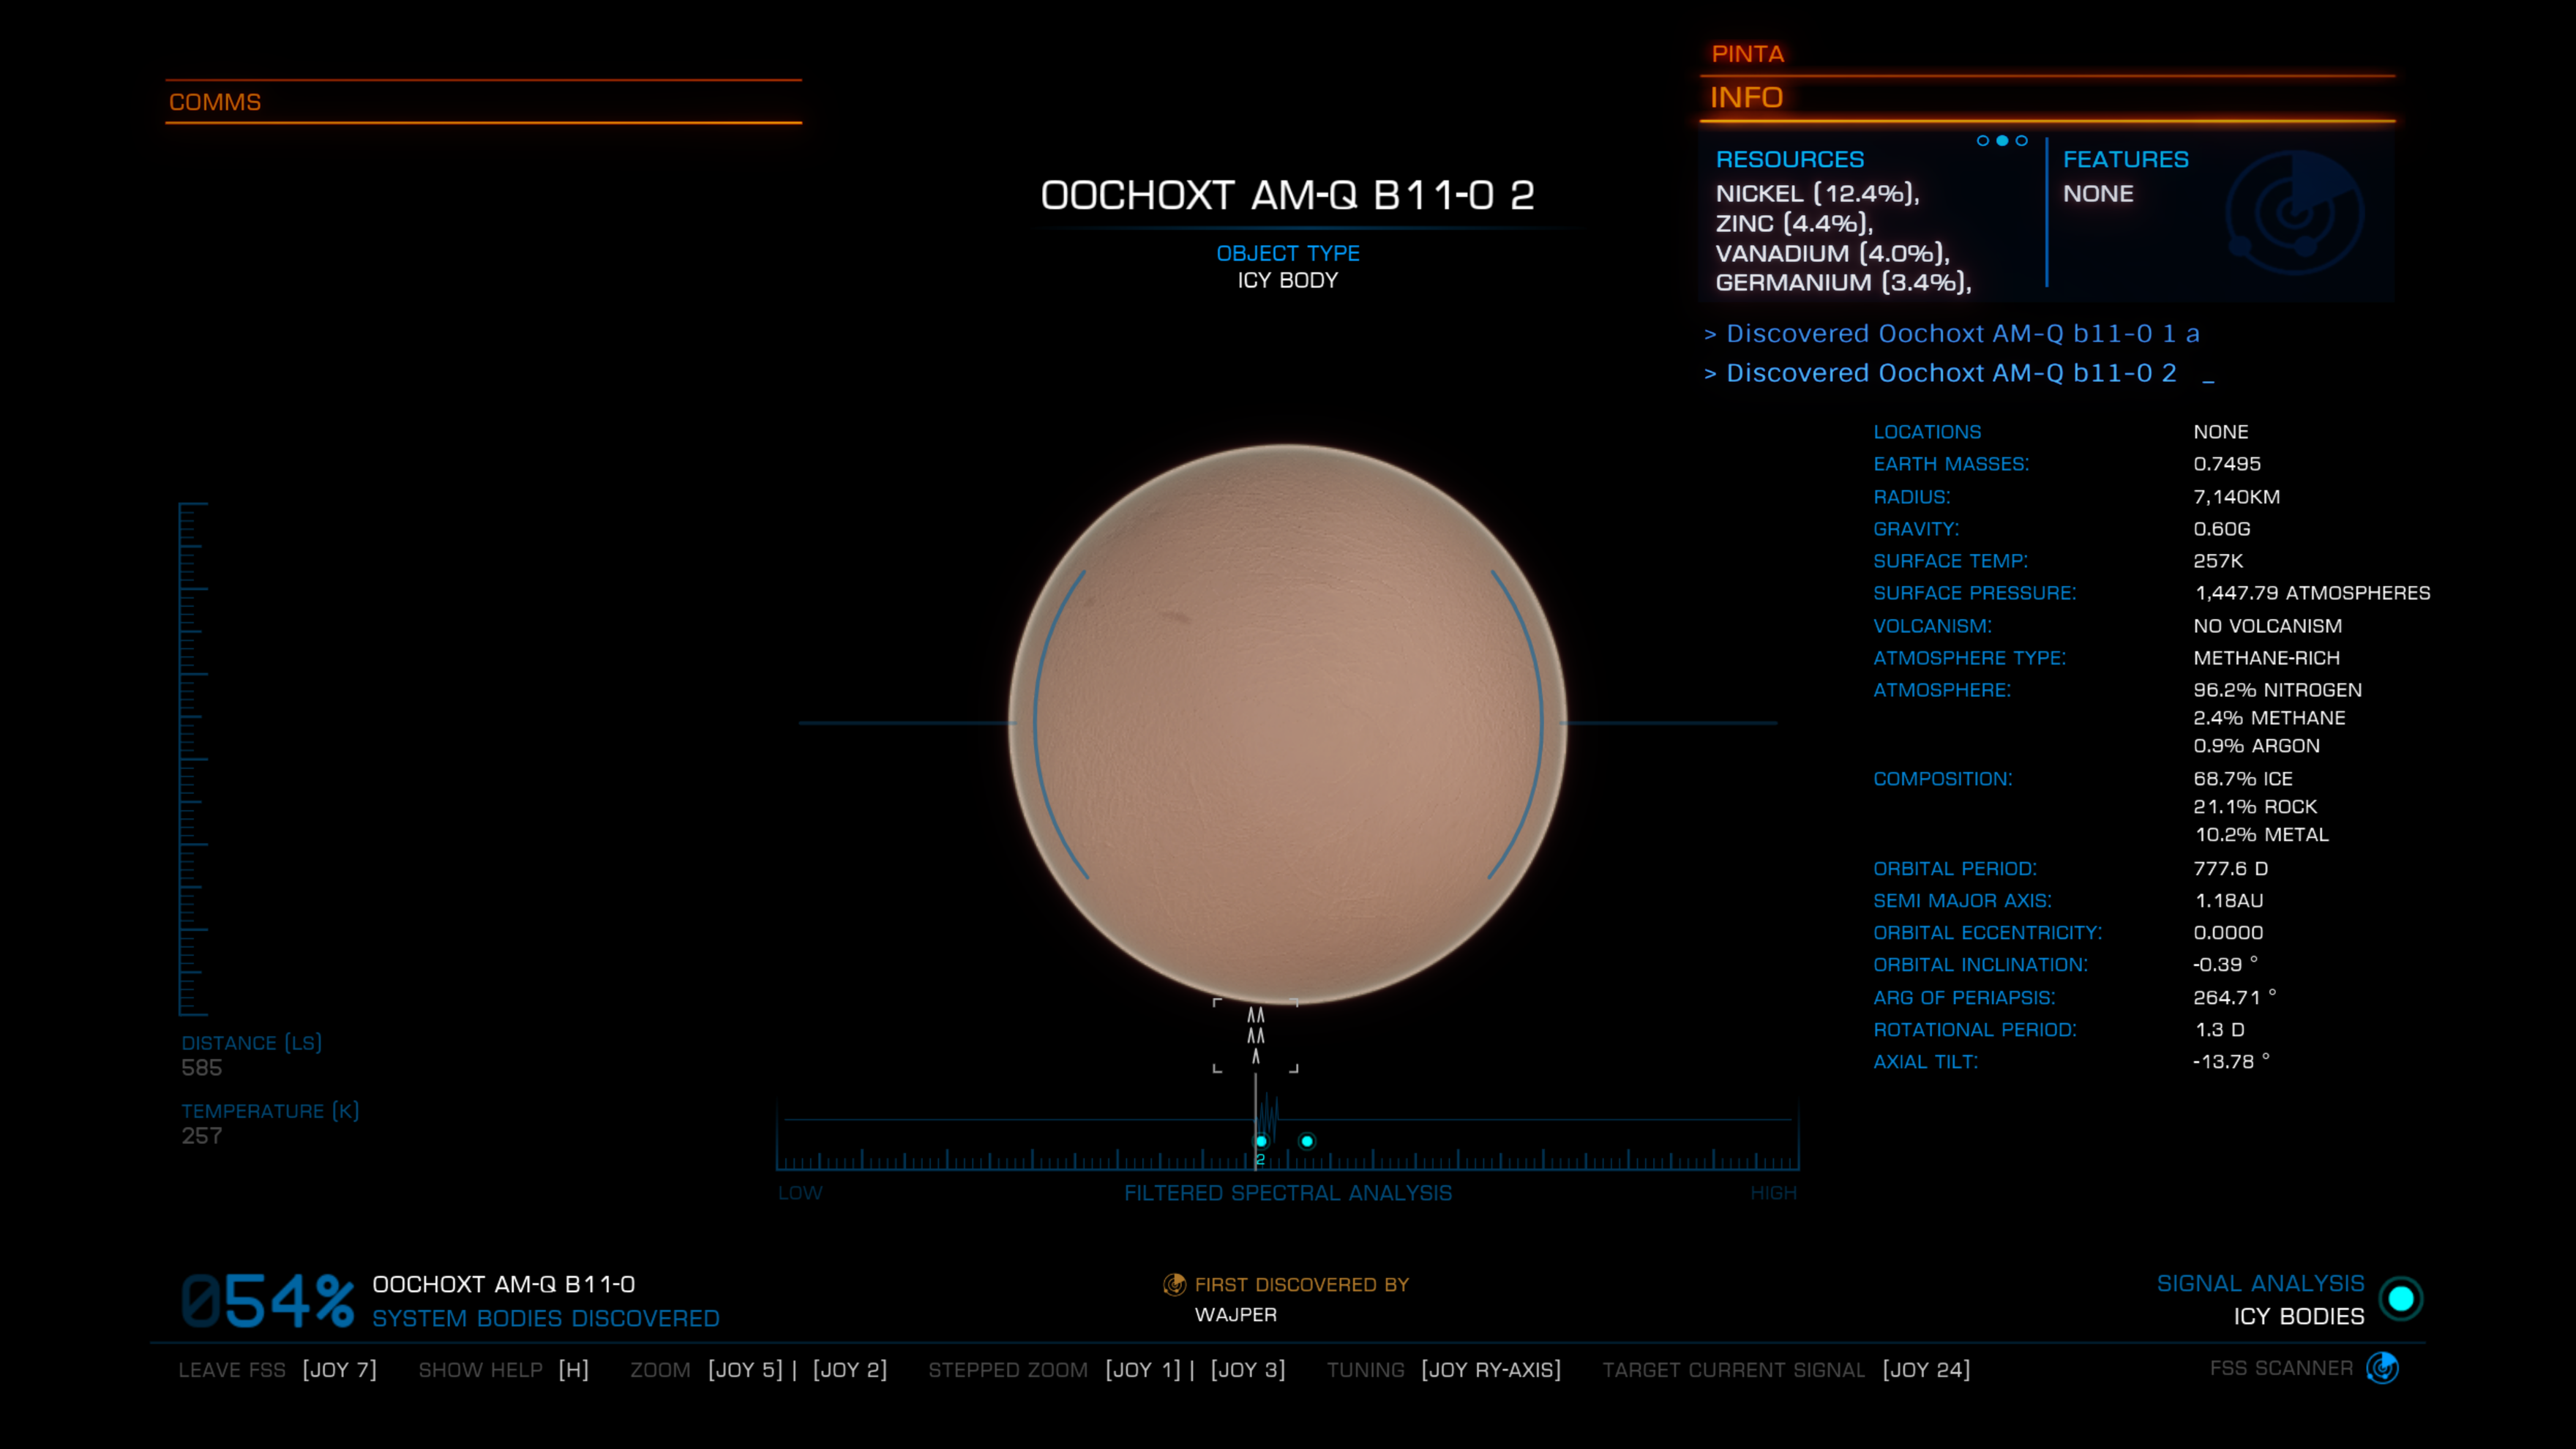 COMMS
PINTA
INFO
OOCHOXT AM-Q B11-0 2
OBJECT TYPE
ICY BODY
RESOURCES
NICKEL (12.4%),
ZINC (4.4%),
VANADIUM (4.0%),
GERMANIUM (3.4%),
FEATURES
NONE
> Discovered Oochoxt AM-Q b11-0 1 a
> Discovered Oochoxt AM-Q b11-0 2 _
LOCATIONS NONE
EARTH MASSES: 0.7495
RADIUS: 7,140KM
GRAVITY: 0.60G
SURFACE TEMP: 257K
SURFACE PRESSURE: 1,447.79 ATMOSPHERES
VOLCANISM: NO VOLCANISM
ATMOSPHERE TYPE: METHANE-RICH
ATMOSPHERE: 96.2% NITROGEN
2.4% METHANE
0.9% ARGON
COMPOSITION: 68.7% ICE
21.1% ROCK
10.2% METAL
ORBITAL PERIOD: 777.6 D
SEMI MAJOR AXIS: 1.18AU
ORBITAL ECCENTRICITY: 0.0000
ORBITAL INCLINATION: -0.39 °
ARG OF PERIAPSIS: 264.71 °
ROTATIONAL PERIOD: 1.3 D
AXIAL TILT: -13.78 °
DISTANCE (LS)
585
TEMPERATURE (K)
257
2
LOW FILTERED SPECTRAL ANALYSIS HIGH
054% OOCHOXT AM-Q B11-0
SYSTEM BODIES DISCOVERED
FIRST DISCOVERED BY
WAJPER
SIGNAL ANALYSIS
ICY BODIES
LEAVE FSS [JOY 7] SHOW HELP [H] ZOOM [JOY 5] | [JOY 2] STEPPED ZOOM [JOY 1] | [JOY 3] TUNING [JOY RY-AXIS] TARGET CURRENT SIGNAL [JOY 24] FSS SCANNER